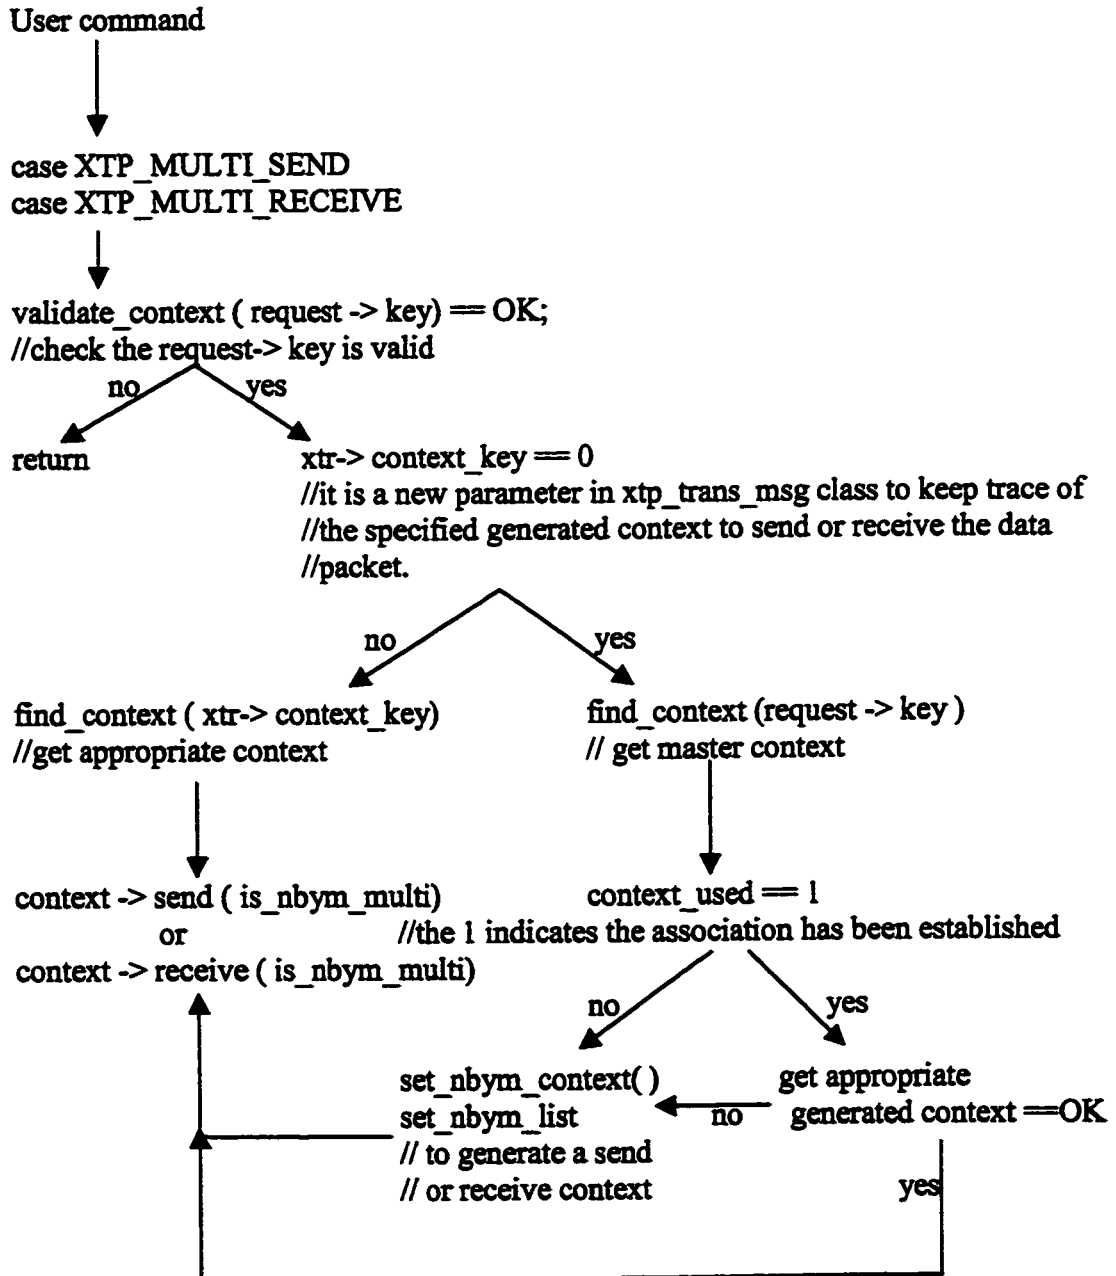 User command
case XTP_MULTI_SEND
case XTP_MULTI_RECEIVE
validate_context ( request -> key) == OK;
//check the request-> key is valid
no
yes
return
xtr-> context_key == 0
//it is a new parameter in xtp_trans_msg class to keep trace of
//the specified generated context to send or receive the data
//packet.
no
yes
find_context ( xtr-> context_key)
//get appropriate context
find_context (request -> key )
// get master context
context -> send ( is_nbym_multi)
or
context -> receive ( is_nbym_multi)
context_used == 1
//the 1 indicates the association has been established
no
yes
set_nbym_context( )
set_nbym_list
// to generate a send
// or receive context
no
get appropriate
generated context ==OK
yes